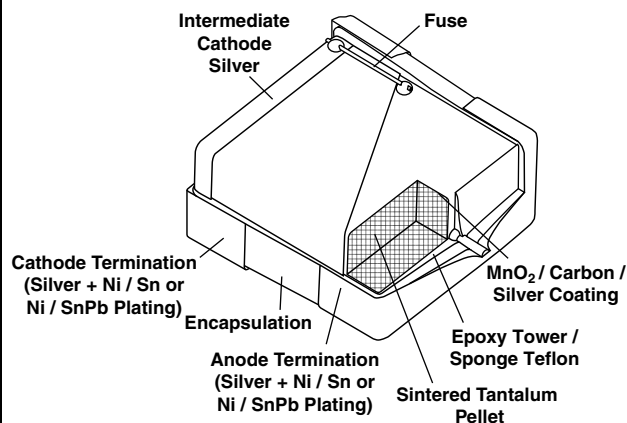 Intermediate
Cathode
Silver
Fuse
Cathode Termination
(Silver + Ni / Sn or
Ni / SnPb Plating)
Encapsulation
Anode Termination
(Silver + Ni / Sn or
Ni / SnPb Plating)
MnO₂ / Carbon /
Silver Coating
Epoxy Tower /
Sponge Teflon
Sintered Tantalum
Pellet